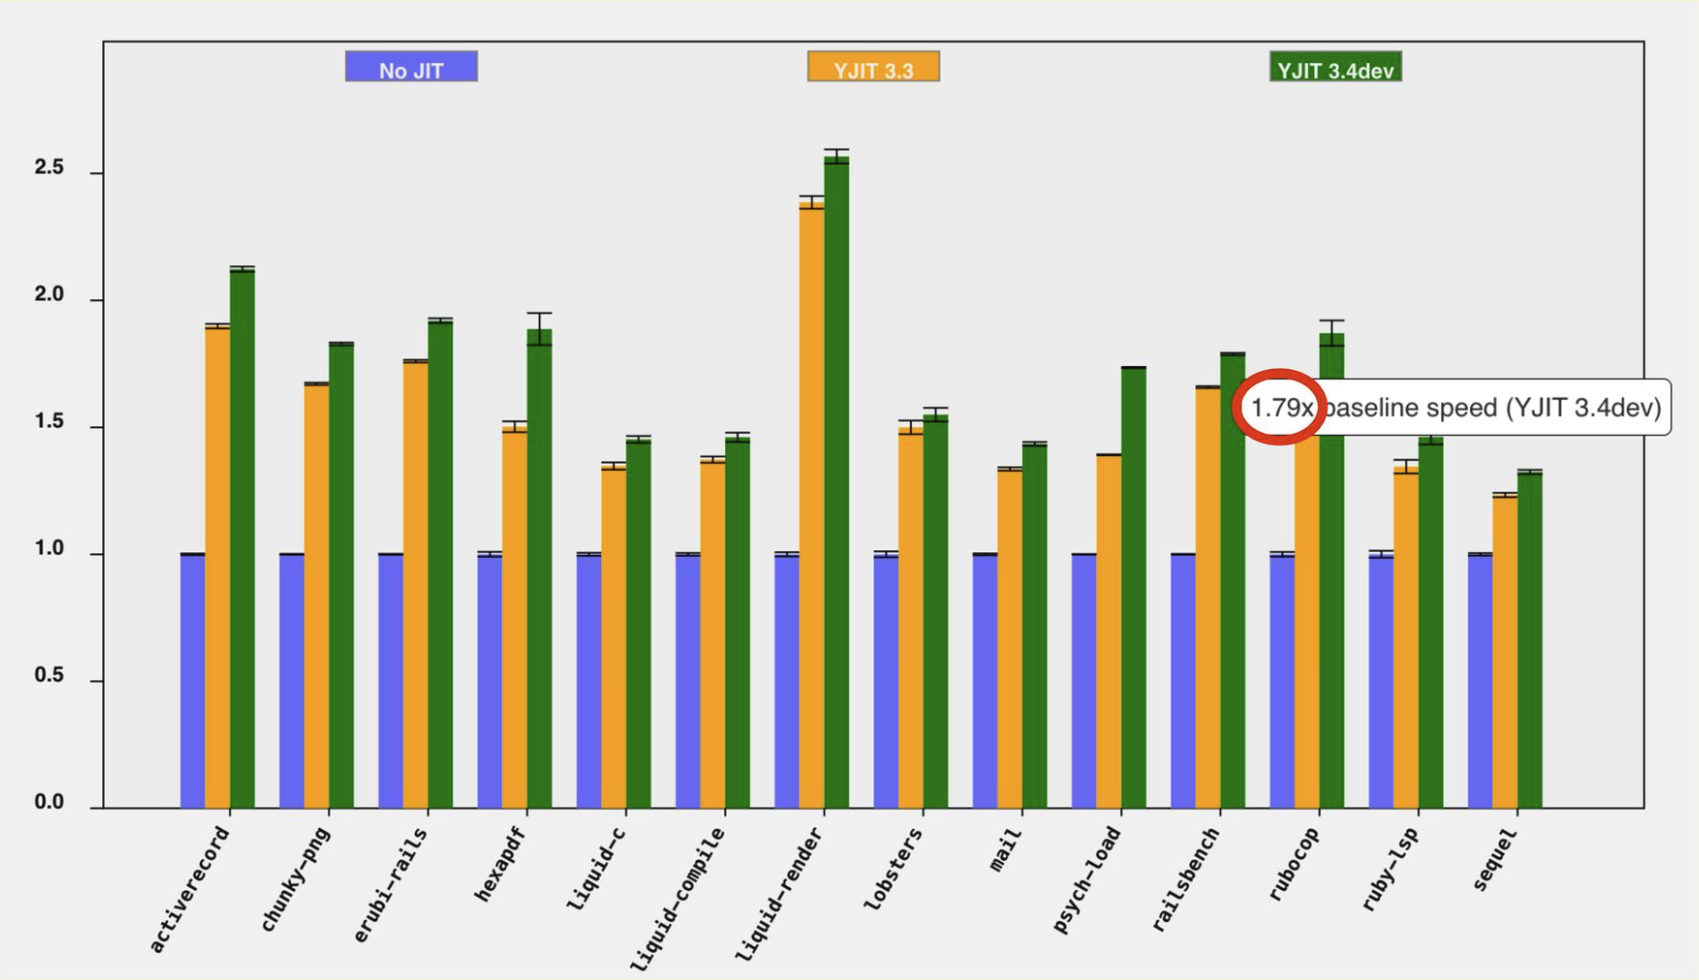 No JIT
YJIT 3.3
YJIT 3.4dev
2.5
2.0
1.5
1.0
0.5
0.0
1.79x baseline speed (YJIT 3.4dev)
activerecord
chunky-png
erubi-rails
hexapdf
liquid-c
liquid-compile
liquid-render
lobsters
mail
psych-load
railsbench
rubocop
ruby-lsp
sequel